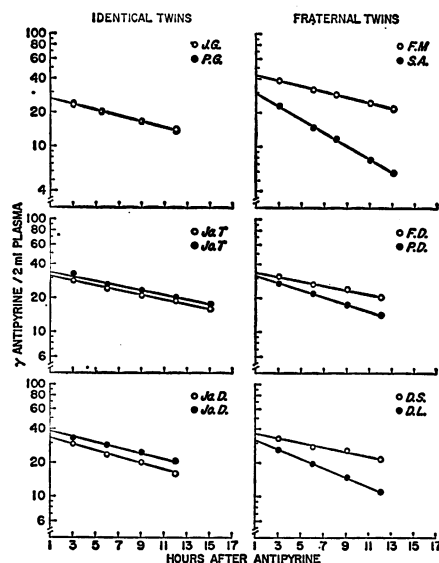 IDENTICAL TWINS
FRATERNAL TWINS
γ ANTIPYRINE / 2 ml PLASMA
100
80
60
40
20
10
6
4
J.G.
P.G.
F.M
S.A.
100
80
60
40
20
10
6
Ja.T
Jo.T
F.D.
P.D.
100
80
60
40
20
10
6
Ja.D.
Jo.D.
D.S.
D.L.
1 3 5 7 9 11 13 15 17
1 3 5 7 9 11 13 15 17
HOURS AFTER ANTIPYRINE